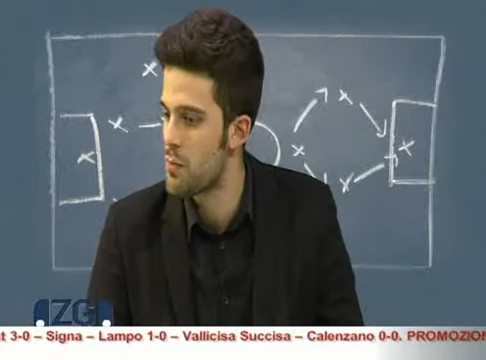 ZG
t 3-0 – Signa – Lampo 1-0 – Vallicisa Succisa – Calenzano 0-0. PROMOZION